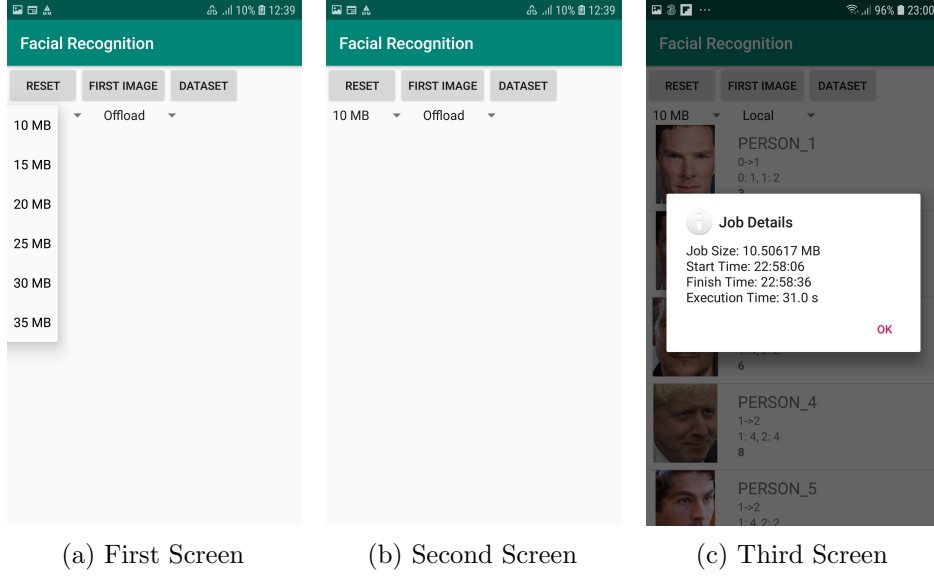 10% 12:39
Facial Recognition
RESET FIRST IMAGE DATASET
Offload
10 MB
15 MB
20 MB
25 MB
30 MB
35 MB
(a) First Screen
10% 12:39
Facial Recognition
RESET FIRST IMAGE DATASET
10 MB Offload
(b) Second Screen
96% 23:00
Facial Recognition
RESET FIRST IMAGE DATASET
10 MB Local
PERSON_1
0->1
0: 1, 1: 2
Job Details
Job Size: 10.50617 MB
Start Time: 22:58:06
Finish Time: 22:58:36
Execution Time: 31.0 s
OK
6
PERSON_4
1->2
1: 4, 2: 4
8
PERSON_5
1->2
1: 4, 2: 2
(c) Third Screen